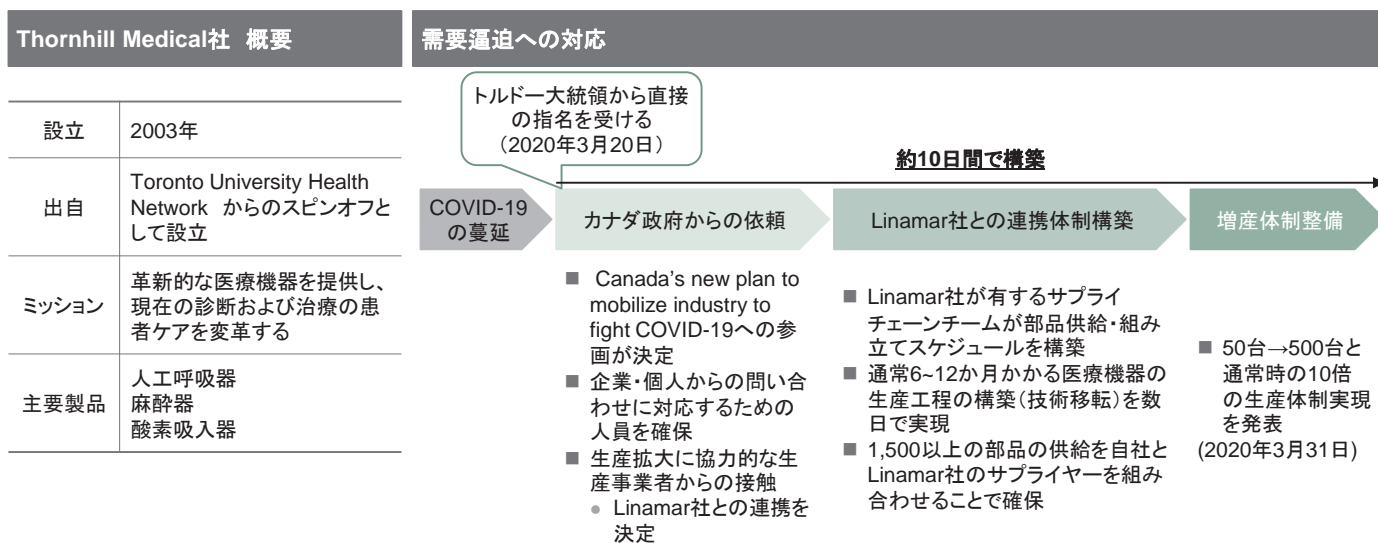 Thornhill Medical社 概要
設立
2003年
出自
Toronto University Health
Network からのスピンオフと
して設立
ミッション
革新的な医療機器を提供し、
現在の診断および治療の患
者ケアを変革する
主要製品
人工呼吸器
麻酔器
酸素吸入器
需要逼迫への対応
トルドー大統領から直接
の指名を受ける
（2020年3月20日）
約10日間で構築
COVID-19
の蔓延
カナダ政府からの依頼
Linamar社との連携体制構築
増産体制整備
■ Canada's new plan to
mobilize industry to
fight COVID-19への参
画が決定
■ 企業・個人からの問い合
わせに対応するための
人員を確保
■ 生産拡大に協力的な生
産事業者からの接触
● Linamar社との連携を
決定
■ Linamar社が有するサプライ
チェーンチームが部品供給・組み
立てスケジュールを構築
■ 通常6~12か月かかる医療機器の
生産工程の構築（技術移転）を数
日で実現
■ 1,500以上の部品の供給を自社と
Linamar社のサプライヤーを組み
合わせることで確保
■ 50台→500台と
通常時の10倍
の生産体制実現
を発表
(2020年3月31日)